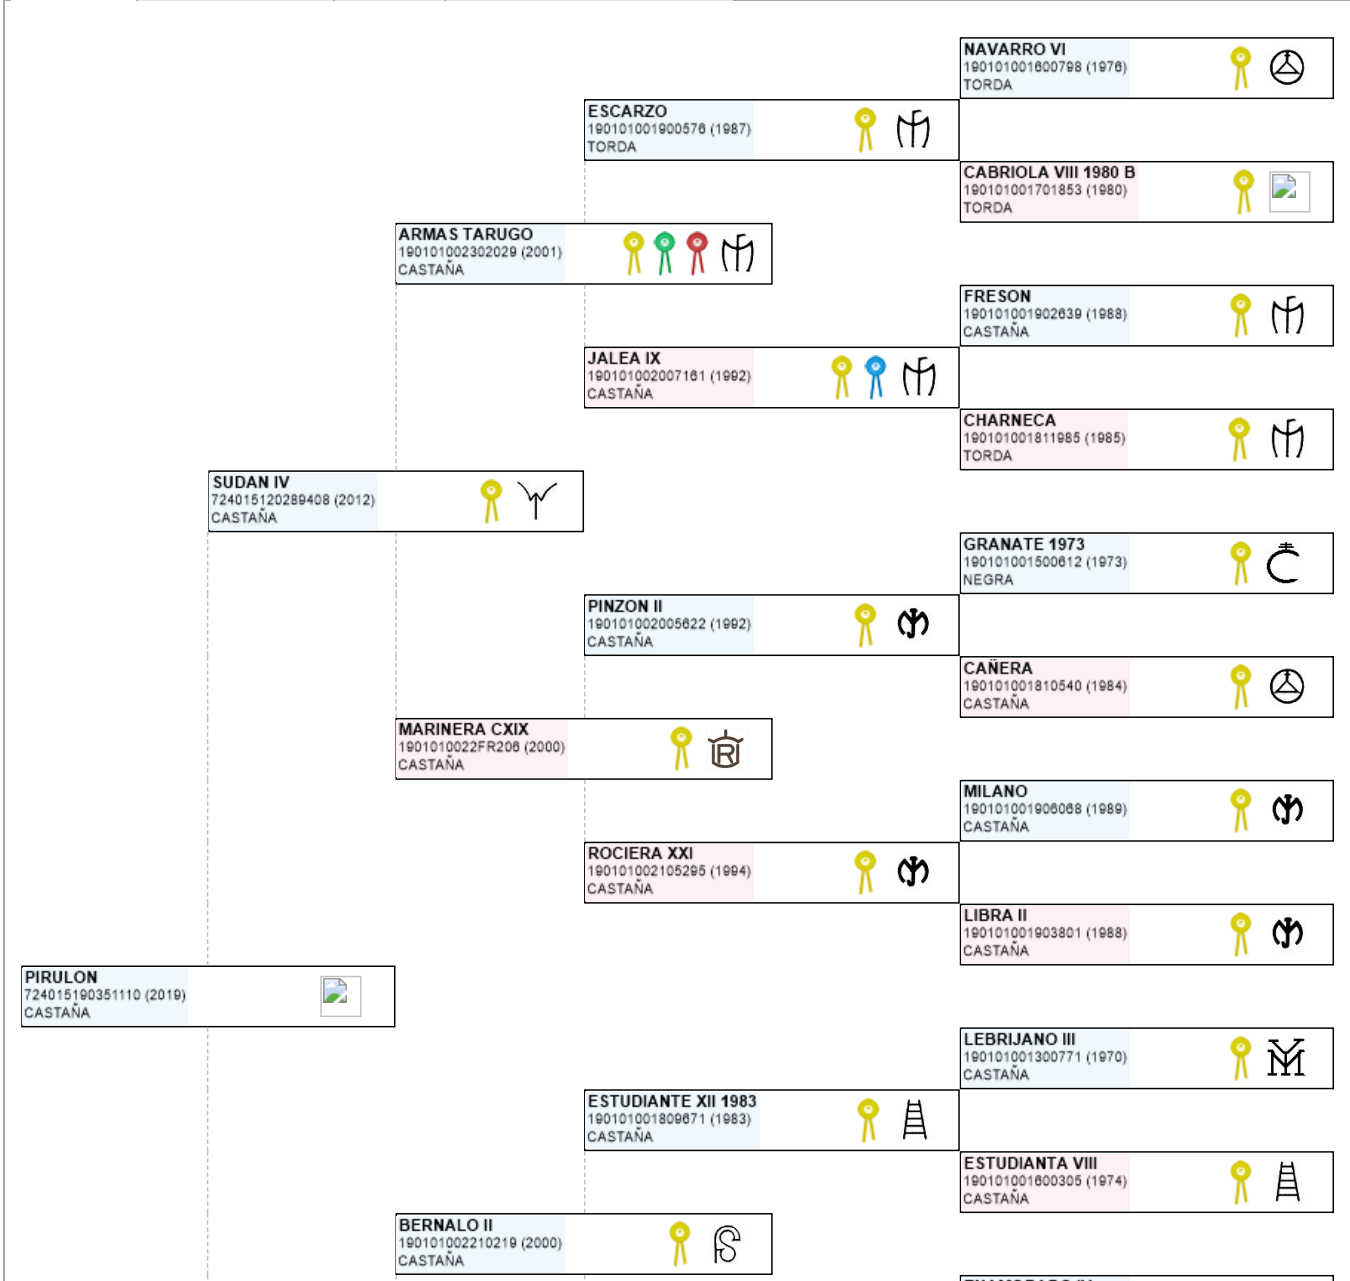 NAVARRO VI
190101001600798 (1976)
TORDA
ESCARZO
190101001900576 (1987)
TORDA
CABRIOLA VIII 1980 B
190101001701853 (1980)
TORDA
ARMAS TARUGO
190101002302029 (2001)
CASTAÑA
FRESON
190101001902639 (1988)
CASTAÑA
JALEA IX
190101002007161 (1992)
CASTAÑA
CHARNECA
190101001811985 (1985)
TORDA
SUDAN IV
724015120289408 (2012)
CASTAÑA
GRANATE 1973
190101001500612 (1973)
NEGRA
PINZON II
190101002005622 (1992)
CASTAÑA
CAÑERA
190101001810540 (1984)
CASTAÑA
MARINERA CXIX
1901010022FR206 (2000)
CASTAÑA
MILANO
190101001906068 (1989)
CASTAÑA
ROCIERA XXI
190101002105295 (1994)
CASTAÑA
LIBRA II
190101001903801 (1988)
CASTAÑA
PIRULON
724015190351110 (2019)
CASTAÑA
LEBRIJANO III
190101001300771 (1970)
CASTAÑA
ESTUDIANTE XII 1983
190101001809671 (1983)
CASTAÑA
ESTUDIANTA VIII
190101001600305 (1974)
CASTAÑA
BERNALO II
190101002210219 (2000)
CASTAÑA